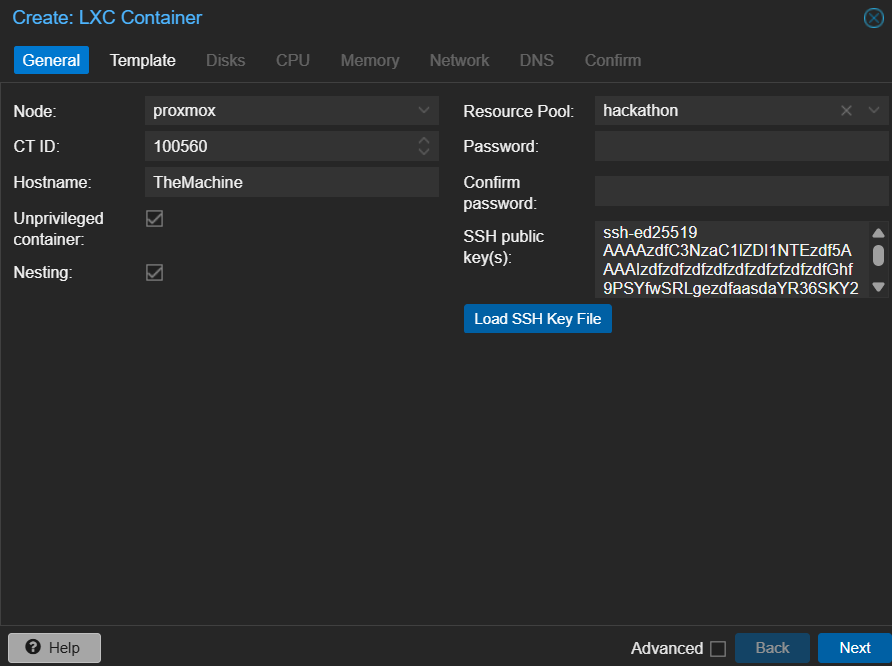 Create: LXC Container
General Template Disks CPU Memory Network DNS Confirm
Node: proxmox
CT ID: 100560
Hostname: TheMachine
Unprivileged
container:
Nesting:
Resource Pool: hackathon
Password:
Confirm
password:
SSH public
key(s):
ssh-ed25519
AAAAzdfC3NzaC1lZDI1NTEzdf5A
AAAIzdfzdfzdfzdfzdfzdfzfzdfzdfGhf
9PSYfwSRLgezdfaasdaYR36SKY2
Load SSH Key File
Help Advanced Back Next